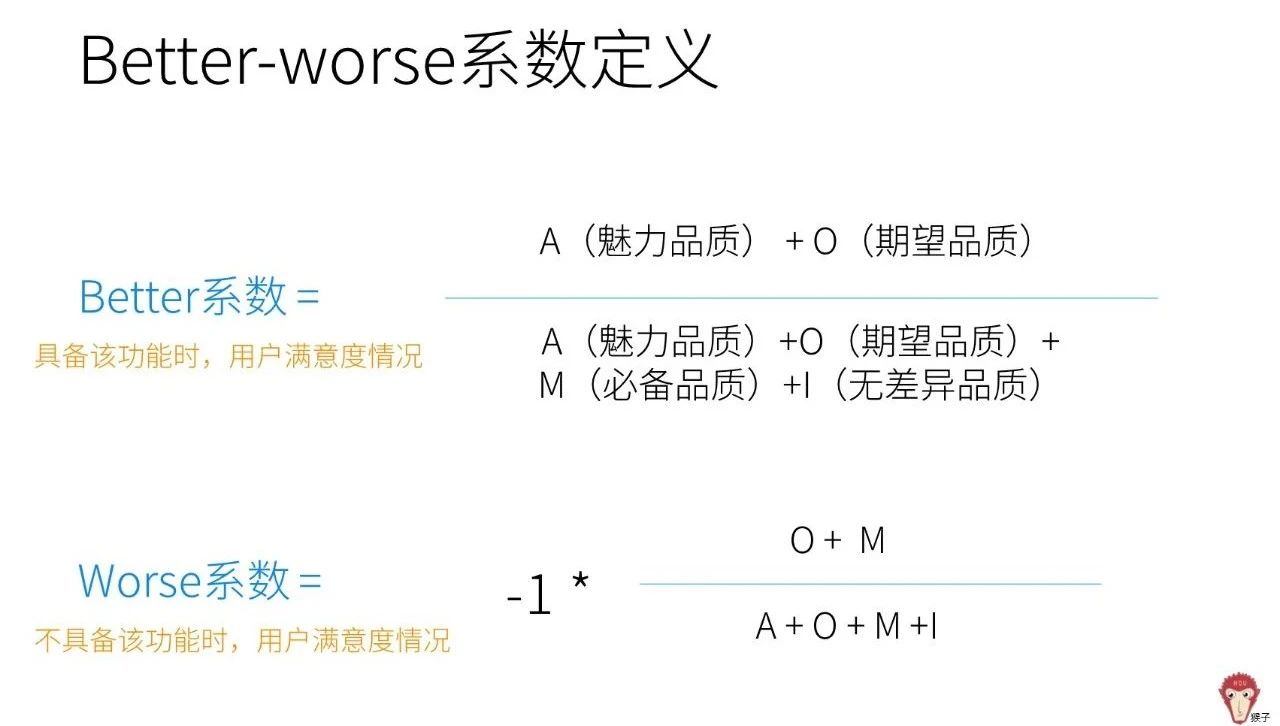 Better-worse系数定义
A（魅力品质） + O（期望品质）
Better系数 =
具备该功能时，用户满意度情况
A（魅力品质）+O（期望品质）+
M（必备品质）+I（无差异品质）
O + M
Worse系数 =
-1 *
不具备该功能时，用户满意度情况
A + O + M +I
HOU
猴子